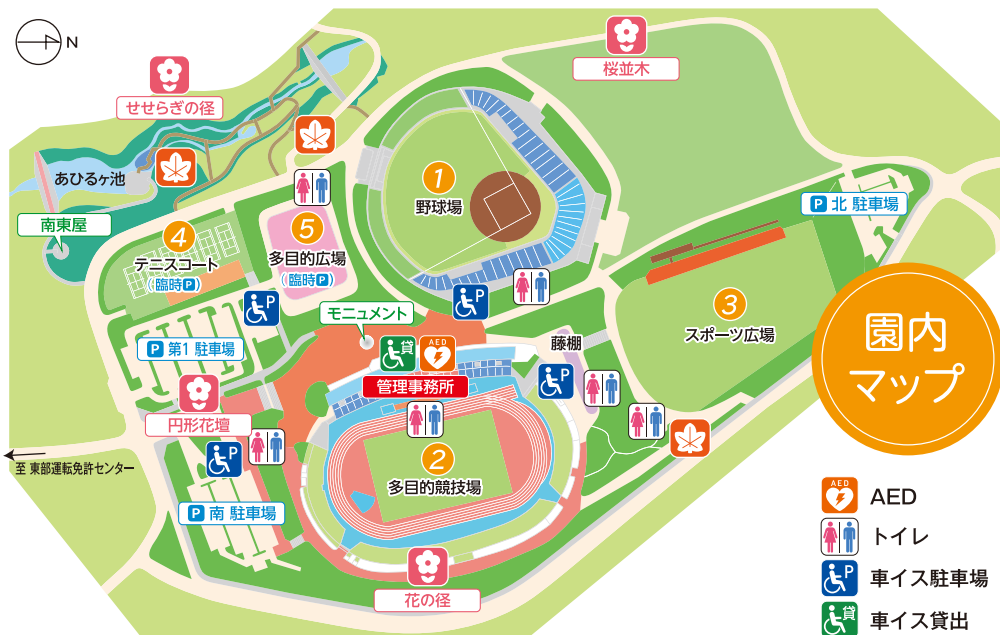 N
桜並木
せせらぎの径
あひるヶ池
南東屋
1
野球場
P 北 駐車場
4
テニスコート
(臨時P)
5
多目的広場
(臨時P)
P
P
モニュメント
3
スポーツ広場
園内
マップ
P 第1 駐車場
貸
AED
藤棚
管理事務所
P
円形花壇
P
2
多目的競技場
至 東部運転免許センター
P 南 駐車場
花の径
AED
AED
トイレ
P
車イス駐車場
貸
車イス貸出